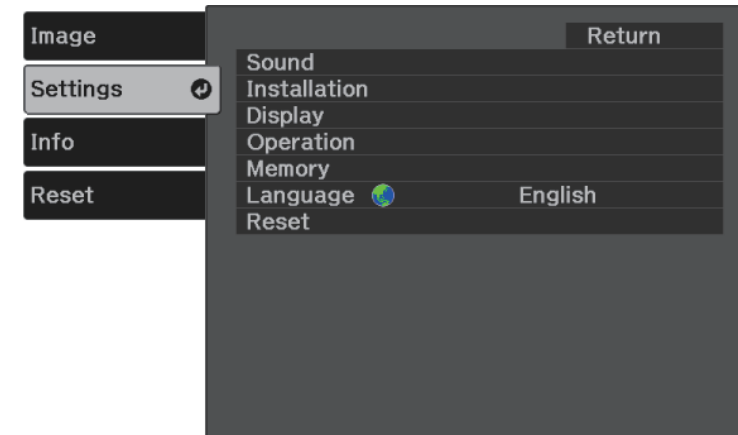 Image
Settings
Info
Reset
Return
Sound
Installation
Display
Operation
Memory
Language English
Reset